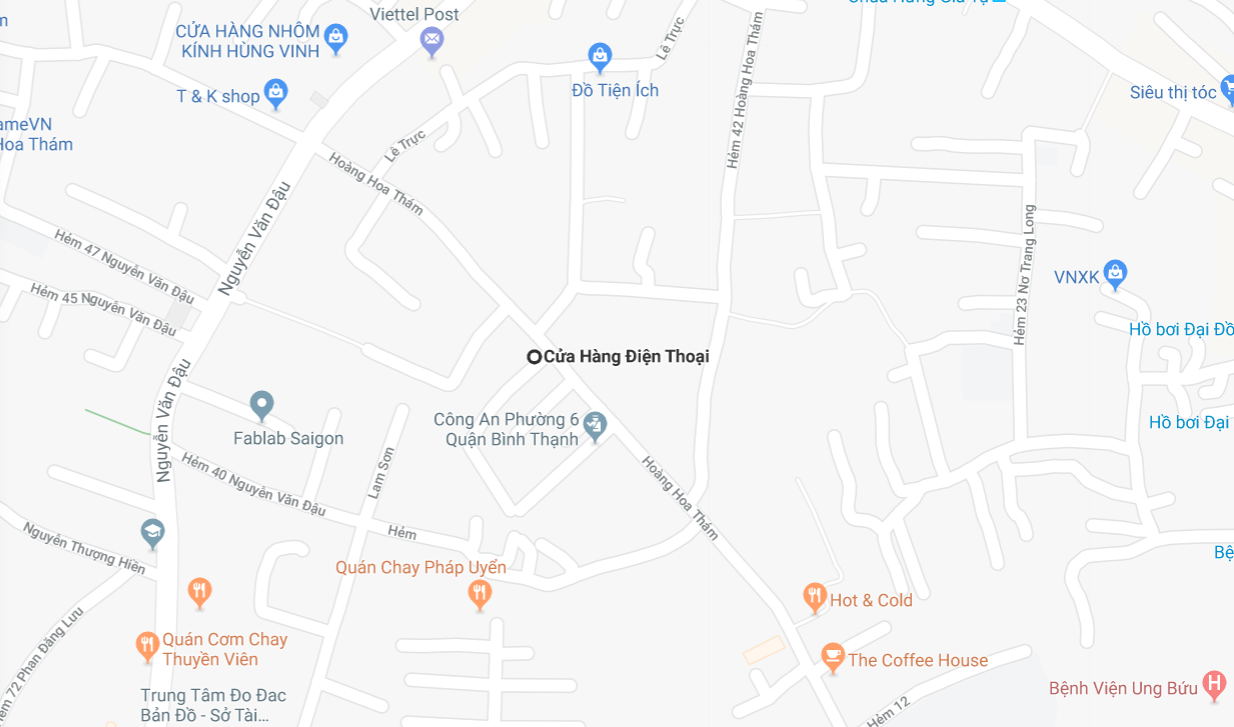 Viettel Post
CỬA HÀNG NHÔM
KÍNH HÙNG VINH
T & K shop
Đồ Tiện Ích
Lê Trực
Hẻm 42 Hoàng Hoa Thám
Siêu thị tóc
ameVN
Hoa Thám
Lê Trực
Hoàng Hoa Thám
Nguyễn Văn Đậu
Hẻm 47 Nguyễn Văn Đậu
Hẻm 45 Nguyễn Văn Đậu
Hẻm 23 Nơ Trang Long
VNXK
Hồ bơi Đại Đồ
Cửa Hàng Điện Thoại
Nguyễn Văn Đậu
Công An Phường 6
Quận Bình Thạnh
Fablab Saigon
Hồ bơi Đại
Lam Sơn
Hẻm 40 Nguyễn Văn Đậu
Hoàng Hoa Thám
Hẻm
Nguyễn Thượng Hiền
Bệ
Quán Chay Pháp Uyển
Hot & Cold
Hẻm 72 Phan Đăng Lưu
Quán Cơm Chay
Thuyền Viên
The Coffee House
Bệnh Viện Ung Bứu
H
Trung Tâm Đo Đac
Bản Đồ - Sở Tài...
Hẻm 12